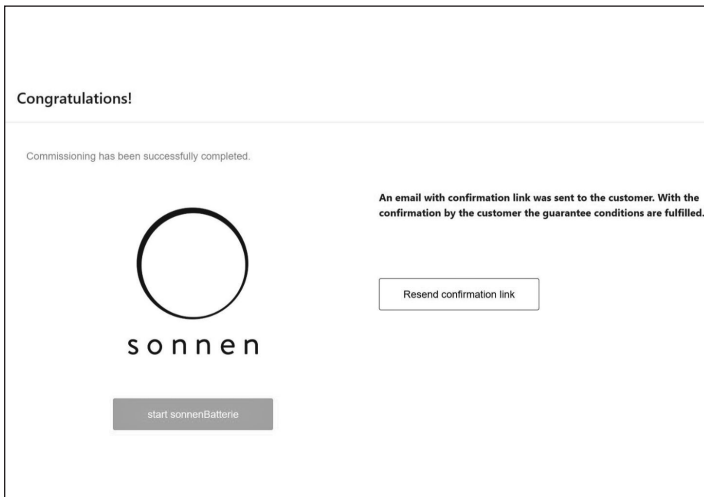 Congratulations!
Commissioning has been successfully completed.
An email with confirmation link was sent to the customer. With the
confirmation by the customer the guarantee conditions are fulfilled.
Resend confirmation link
sonnen
start sonnenBatterie